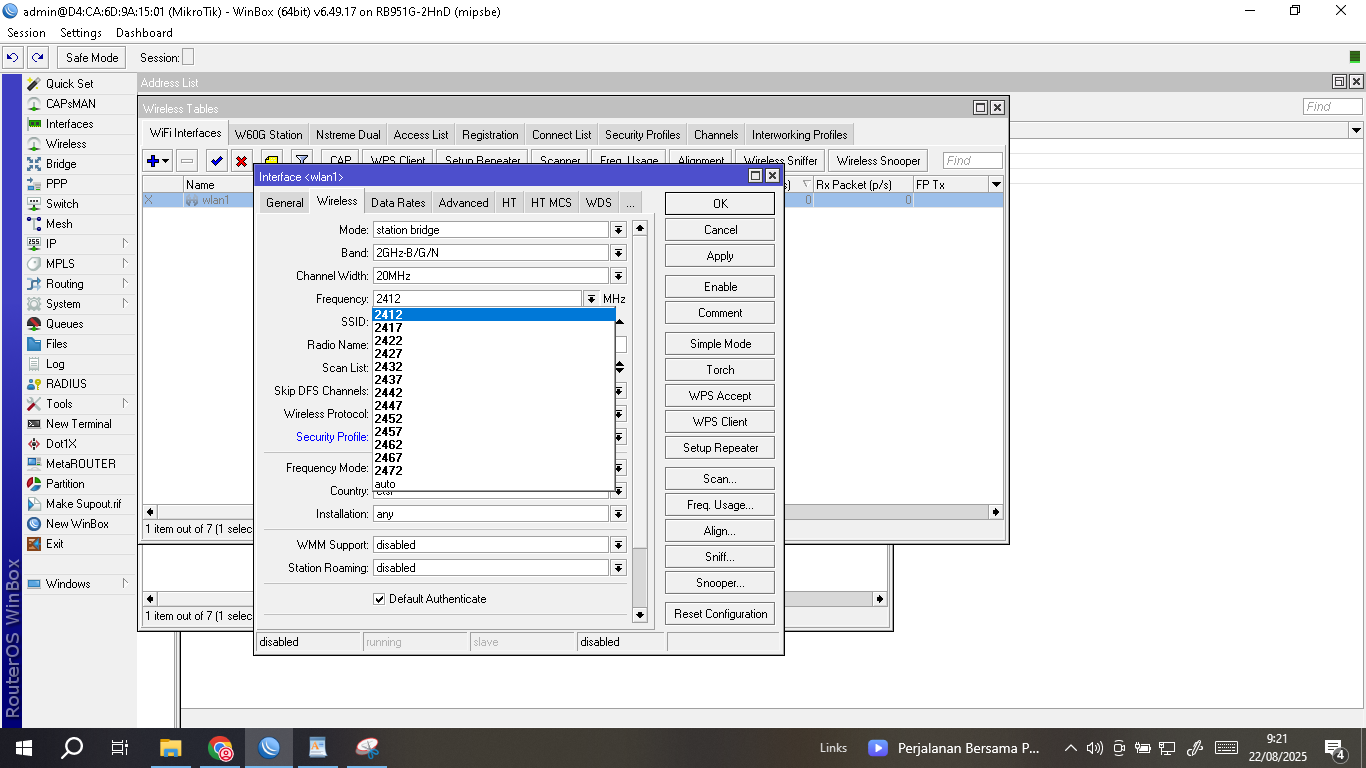 admin@D4:CA:6D:9A:15:01 (MikroTik) - WinBox (64bit) v6.49.17 on RB951G-2HnD (mipsbe)
Session Settings Dashboard
Safe Mode Session:
Quick Set
CAPsMAN
Interfaces
Wireless
Bridge
PPP
Switch
Mesh
IP
MPLS
Routing
System
Queues
Files
Log
RADIUS
Tools
New Terminal
Dot1X
MetaROUTER
Partition
Make Supout.rif
New WinBox
Exit
Windows
RouterOS WinBox
Address List
Find
Wireless Tables
WiFi Interfaces W60G Station Nstreme Dual Access List Registration Connect List Security Profiles Channels Interworking Profiles
CAP WPS Client Setup Repeater Scanner Freq. Usage Alignment Wireless Sniffer Wireless Snooper Find
Name Rx Packet (p/s) FP Tx
X wlan1 0 0
1 item out of 7 (1 selec
1 item out of 7 (1 selec
Interface <wlan1>
General Wireless Data Rates Advanced HT HT MCS WDS ...
Mode: station bridge
Band: 2GHz-B/G/N
Channel Width: 20MHz
Frequency: 2412 MHz
2412
2417
2422
2427
2432
2437
2442
2447
2452
2457
2462
2467
2472
auto
SSID:
Radio Name:
Scan List:
Skip DFS Channels:
Wireless Protocol:
Security Profile:
Frequency Mode:
Country: etsi
Installation: any
WMM Support: disabled
Station Roaming: disabled
Default Authenticate
OK
Cancel
Apply
Enable
Comment
Simple Mode
Torch
WPS Accept
WPS Client
Setup Repeater
Scan...
Freq. Usage...
Align...
Sniff...
Snooper...
Reset Configuration
disabled running slave disabled
Links Perjalanan Bersama P...
9:21
22/08/2025
4